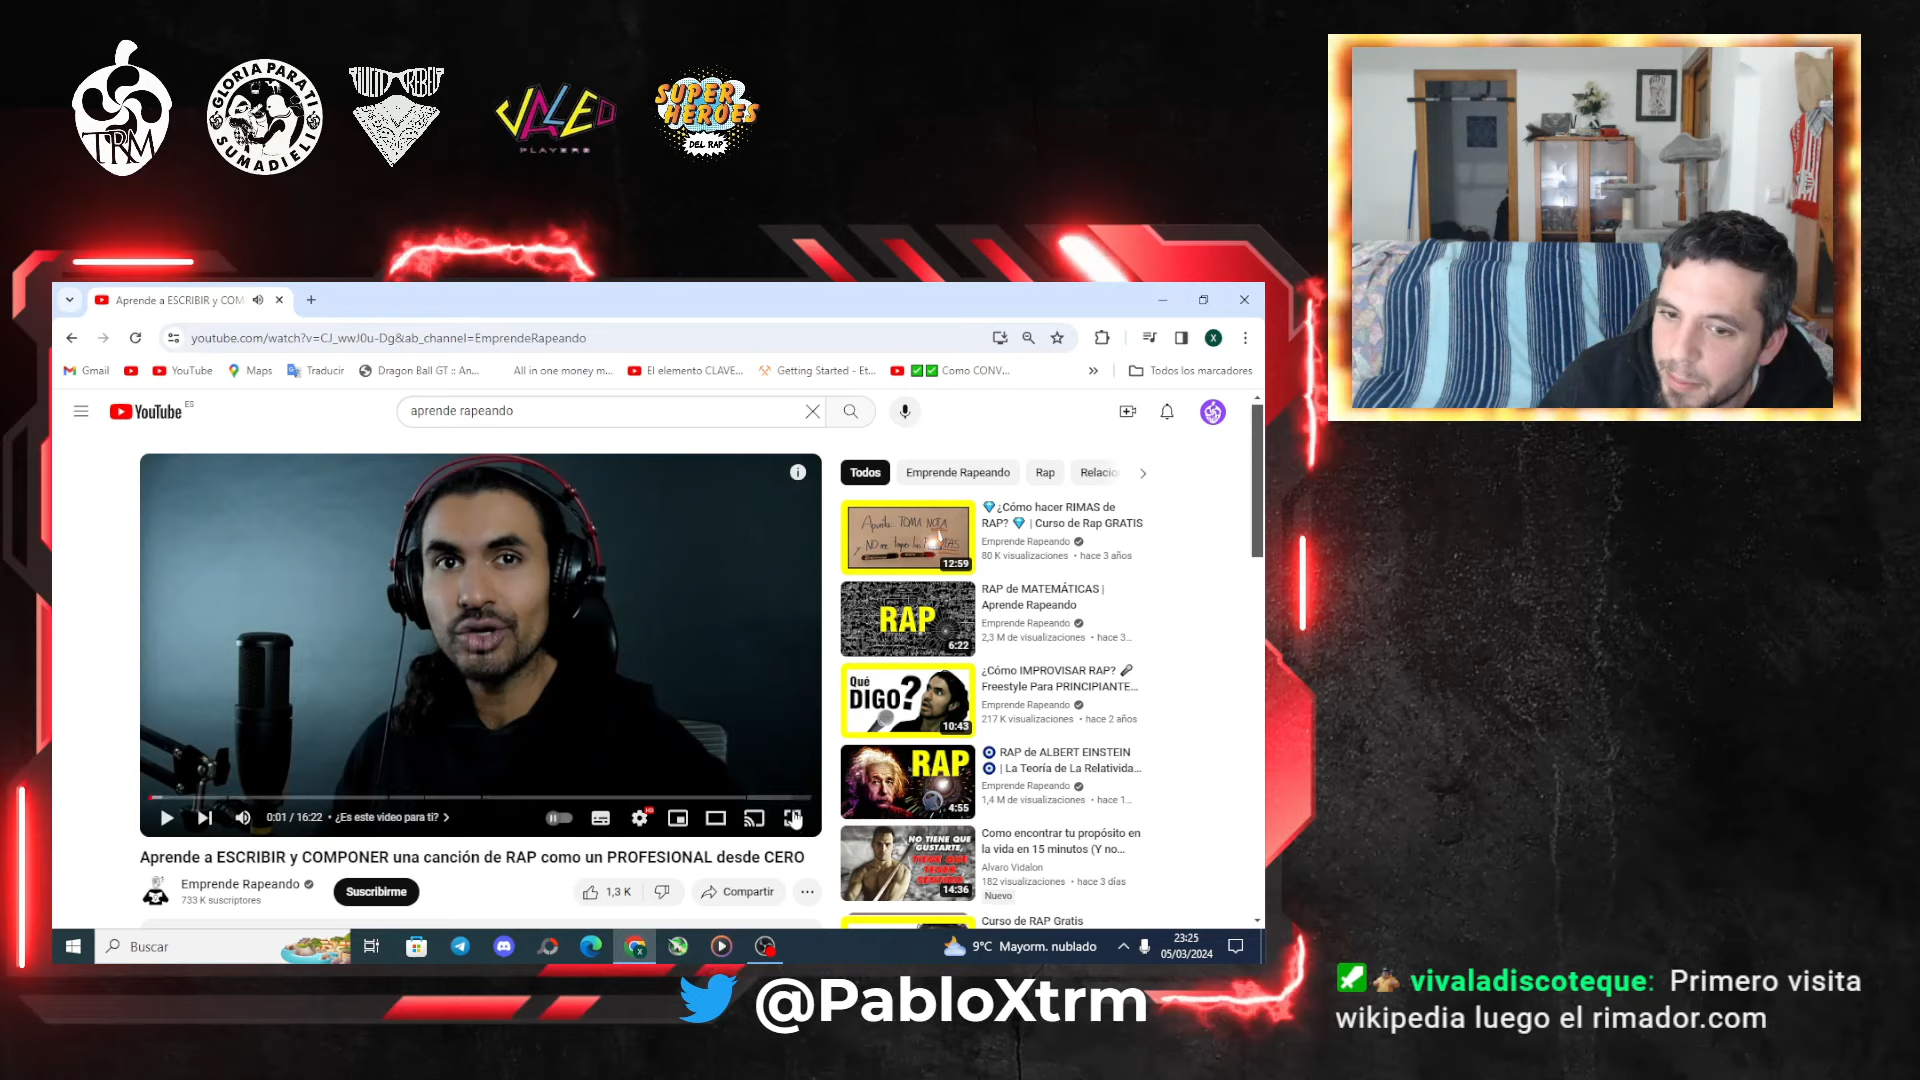 TRM
GLORIA PARATI
SUMADIELI
REBEL
VALEO
PLAYERS
SUPER
HEROES
DEL RAP
Aprende a ESCRIBIR y COM
youtube.com/watch?v=CJ_wwJ0u-Dg&ab_channel=EmprendeRapeando
X
Gmail
YouTube
Maps
Traducir
Dragon Ball GT :: An...
All in one money m...
El elemento CLAVE...
Getting Started - Et...
Como CONV...
»
Todos los marcadores
YouTube ES
aprende rapeando
Todos
Emprende Rapeando
Rap
Relacio
Apunte: TOMA NOTA
12:59
💎¿Cómo hacer RIMAS de
RAP? 💎 | Curso de Rap GRATIS
Emprende Rapeando
80 K visualizaciones • hace 3 años
RAP
6:22
RAP de MATEMÁTICAS |
Aprende Rapeando
Emprende Rapeando
2,3 M de visualizaciones • hace 3...
Qué
DIGO?
10:43
¿Cómo IMPROVISAR RAP? 🎤
Freestyle Para PRINCIPIANTE...
Emprende Rapeando
217 K visualizaciones • hace 2 años
RAP
4:55
RAP de ALBERT EINSTEIN
| La Teoría de La Relativida...
Emprende Rapeando
1,4 M de visualizaciones • hace 1...
NO TIENE QUE
GUSTARTE,
14:36
Como encontrar tu propósito en
la vida en 15 minutos (Y no...
Alvaro Vidalon
182 visualizaciones • hace 3 días
Nuevo
Curso de RAP Gratis
0:01 / 16:22 • ¿Es este video para ti? >
HD
Aprende a ESCRIBIR y COMPONER una canción de RAP como un PROFESIONAL desde CERO
Emprende Rapeando
733 K suscriptores
Suscribirme
1,3 K
Compartir
Buscar
9°C Mayorm. nublado
23:25
05/03/2024
@PabloXtrm
vivaladiscoteque: Primero visita
wikipedia luego el rimador.com